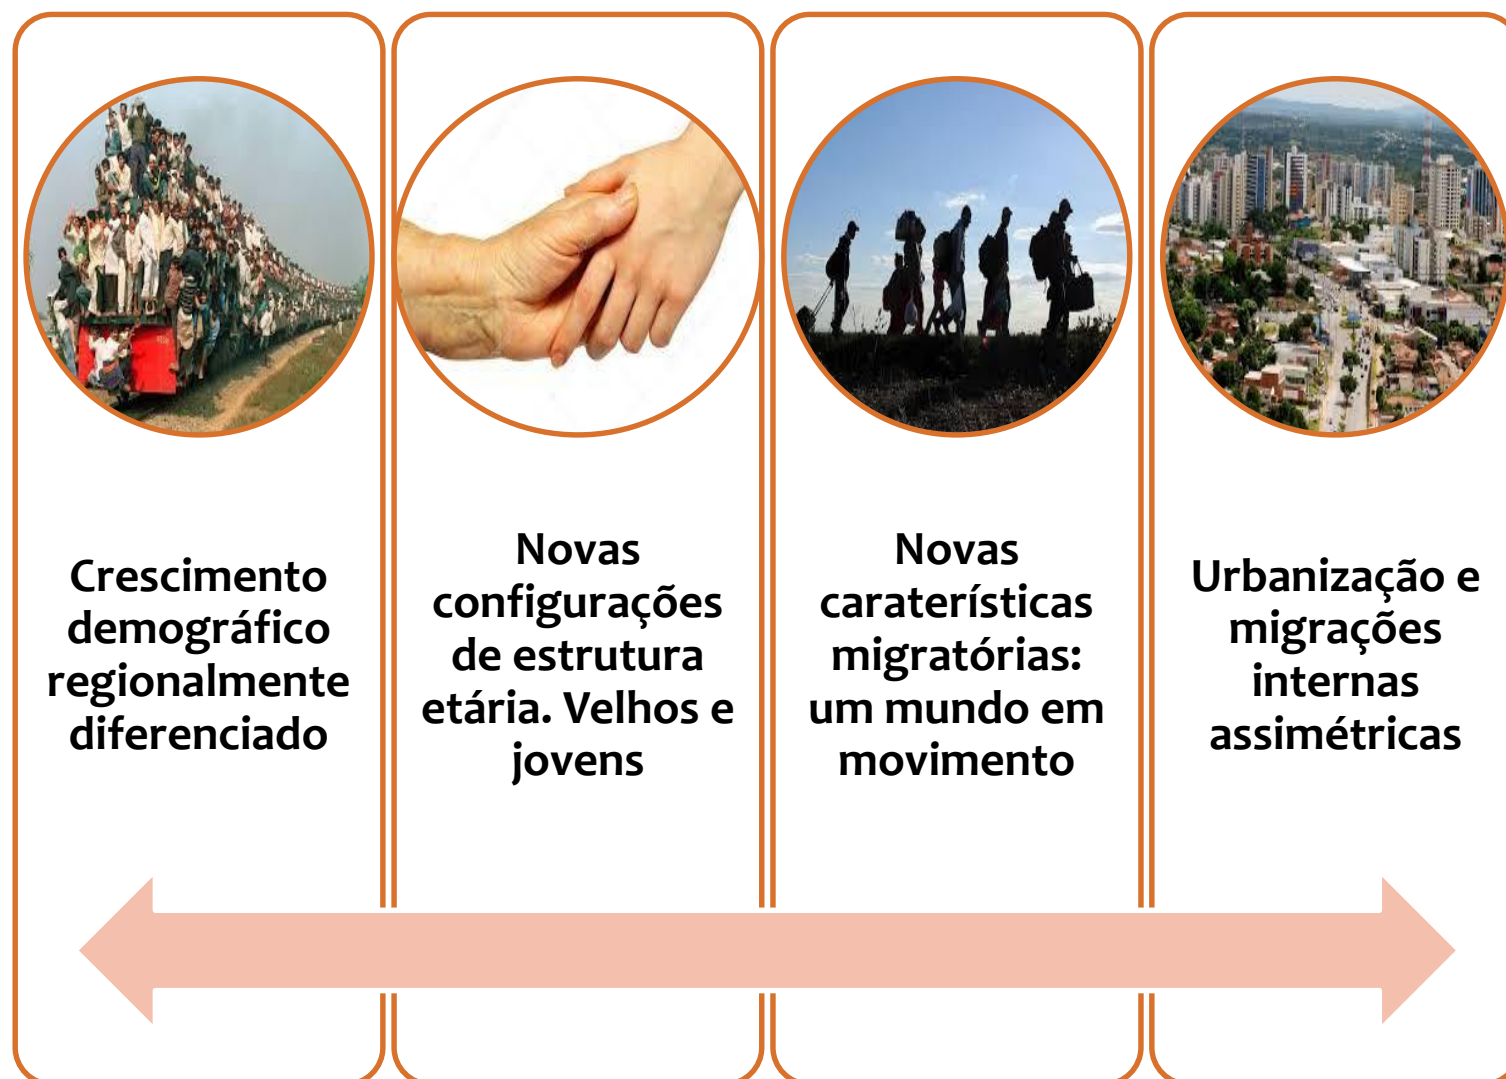 Crescimento
demográfico
regionalmente
diferenciado
Novas
configurações
de estrutura
etária. Velhos e
jovens
Novas
caraterísticas
migratórias:
um mundo em
movimento
Urbanização e
migrações
internas
assimétricas